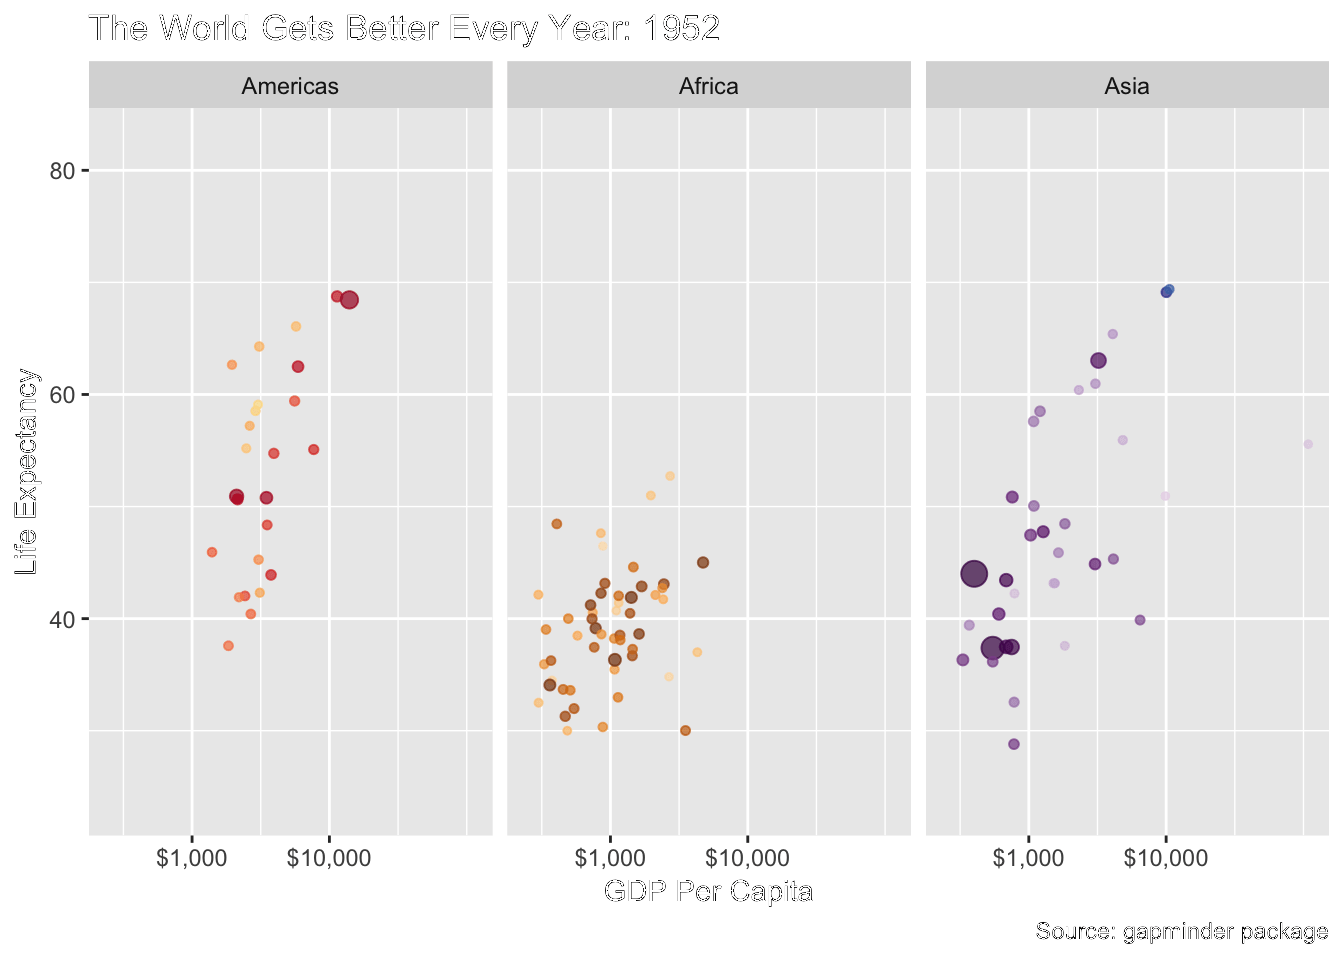 The World Gets Better Every Year: 1952
Americas Africa Asia
80
60
40
Life Expectancy
$1,000 $10,000 $1,000 $10,000 $1,000 $10,000
GDP Per Capita
Source: gapminder package